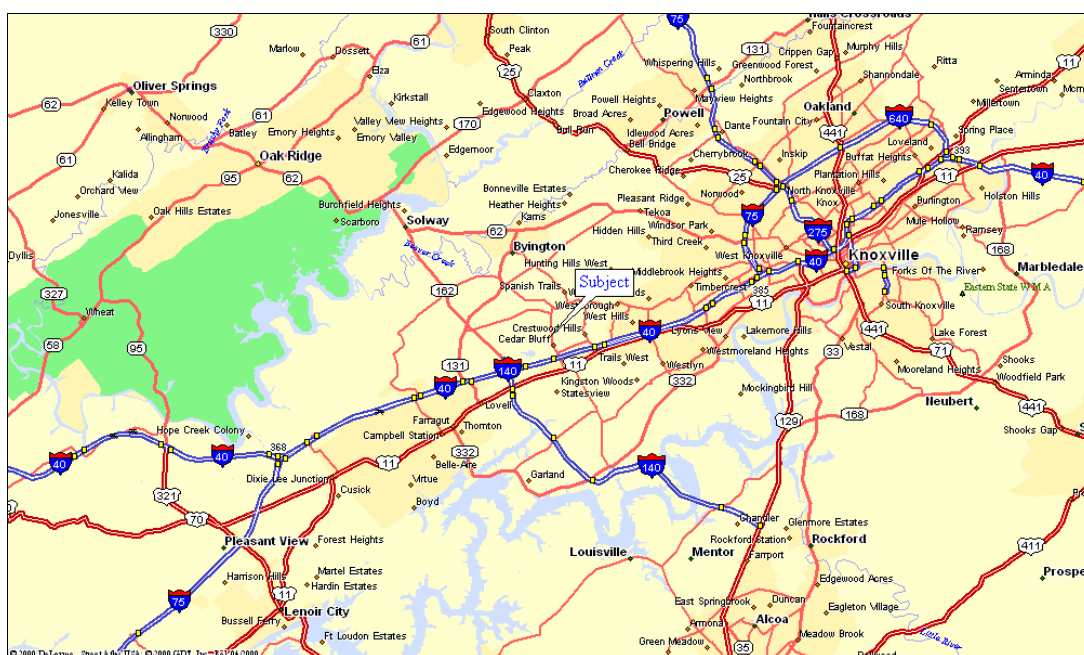 75
Hills Crossroads
Fountaincrest
330
61
South Clinton
131
Crippen Gap
Murphy Hills
Marlow
Dossett
Peak
Whispering Hills
Greenwood Forest
Ritta
11
Elza
25
Northbrook
Shannondale
Arminda
Oliver Springs
Kirkstall
Claxton
Powell Heights
Mayview Heights
Sentertown
62
Kelley Town
Edgewood Heights
Broad Acres
Powell
Oakland
Millertown
Norwood
Valley View Heights
170
Bull Run
Idlewood Acres
Dante
Fountain City
640
Allingham
Batley
Emory Heights
Emory Valley
Bell Bridge
441
Loveland
Spring Place
61
Oak Ridge
Edgemoor
Cherrybrook
Inskip
Buffat Heights
393
Kalida
95
62
Cherokee Ridge
25
Plantation Hills
11
40
Orchard View
Bonneville Estates
Norwood
North Knoxville
Burlington
Holston Hills
Jonesville
Oak Hills Estates
Burchfield Heights
Heather Heights
Pleasant Ridge
Knox
Scarboro
Solway
Karns
Tekoa
75
Mule Hollow
62
Windsor Park
275
Ramsey
Dyllis
Beaver Creek
Byington
Hidden Hills
Third Creek
168
Hunting Hills West
West Knoxville
40
Knoxville
327
162
Spanish Trails
Subject
Middlebrook Heights
Forks Of The River
Marbledale
Timbercrest
385
Eastern State W M A
Wheat
Westborough
11
South Knoxville
Crestwood Hills
West Hills
40
Lyons View
Lakemore Hills
441
Lake Forest
58
95
Cedar Bluff
33
Vestal
71
131
140
11
Trails West
Westlyn
Westmoreland Heights
Shooks
40
Kingston Woods
332
Mooreland Heights
Woodfield Park
Statesview
Mockingbird Hill
Lovell
Neubert
441
Farragut
129
168
Hope Creek Colony
Campbell Station
Thornton
Shooks Gap
368
40
40
332
11
Belle-Aire
140
Dixie Lee Junction
Garland
321
Cusick
Virtue
Boyd
70
Chandler
Glenmore Estates
Pleasant View
Forest Heights
Louisville
Mentor
Rockford Station
Rockford
411
Farmport
Harrison Hills
Martel Estates
Hardin Estates
Edgewood Acres
75
11
East Springbrook
Duncan
Eagleton Village
Lenoir City
Bussell Ferry
Armona
Alcoa
Ft Loudon Estates
Green Meadow
Meadow Brook
Little River
35